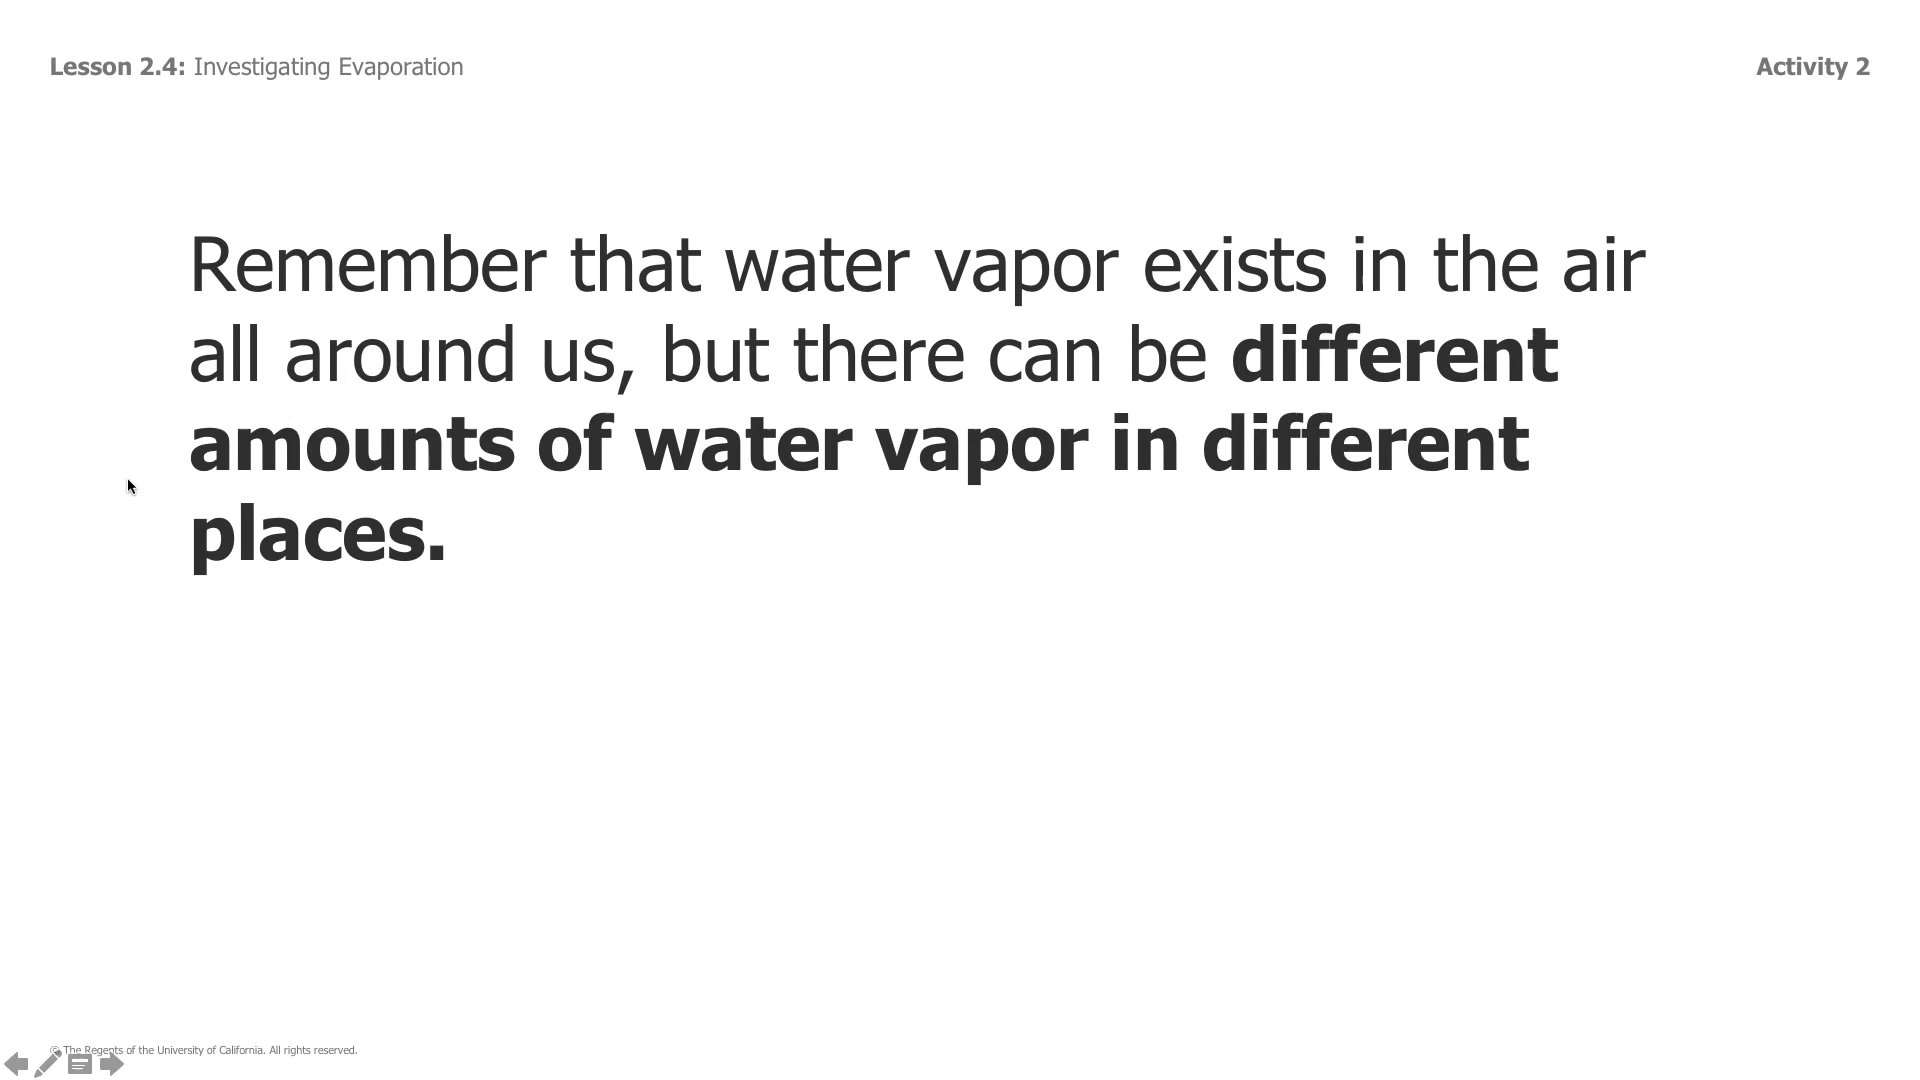 Lesson 2.4: Investigating Evaporation
Activity 2
Remember that water vapor exists in the air
all around us, but there can be different
amounts of water vapor in different
places.
© The Regents of the University of California. All rights reserved.